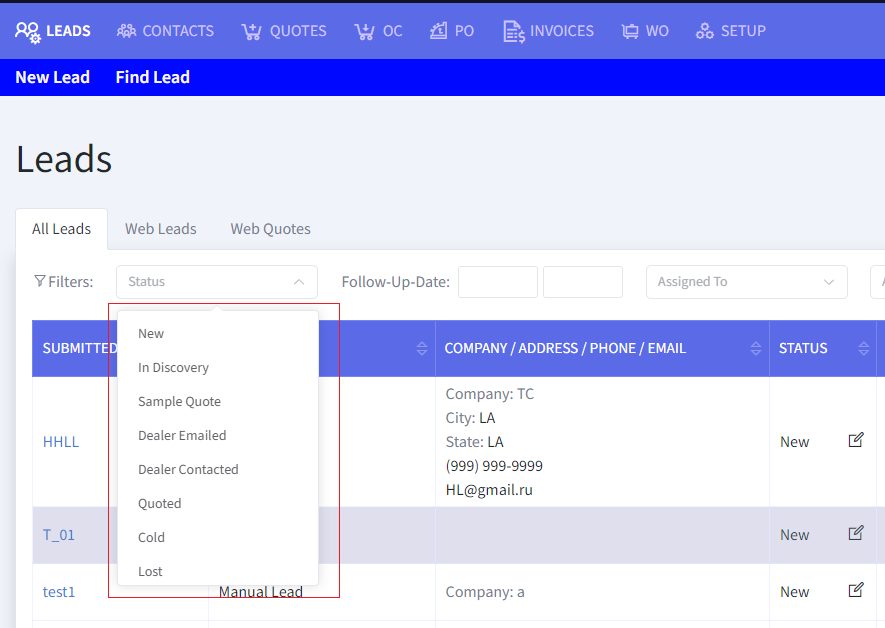 LEADS CONTACTS QUOTES OC PO INVOICES WO SETUP
New Lead Find Lead
Leads
All Leads Web Leads Web Quotes
Filters: Status Follow-Up-Date: Assigned To
SUBMITTED COMPANY / ADDRESS / PHONE / EMAIL STATUS
New
In Discovery
Sample Quote
Dealer Emailed
Dealer Contacted
Quoted
Cold
Lost
HHLL
Company: TC
City: LA
State: LA
(999) 999-9999
HL@gmail.ru
New
T_01 New
test1 Manual Lead Company: a New